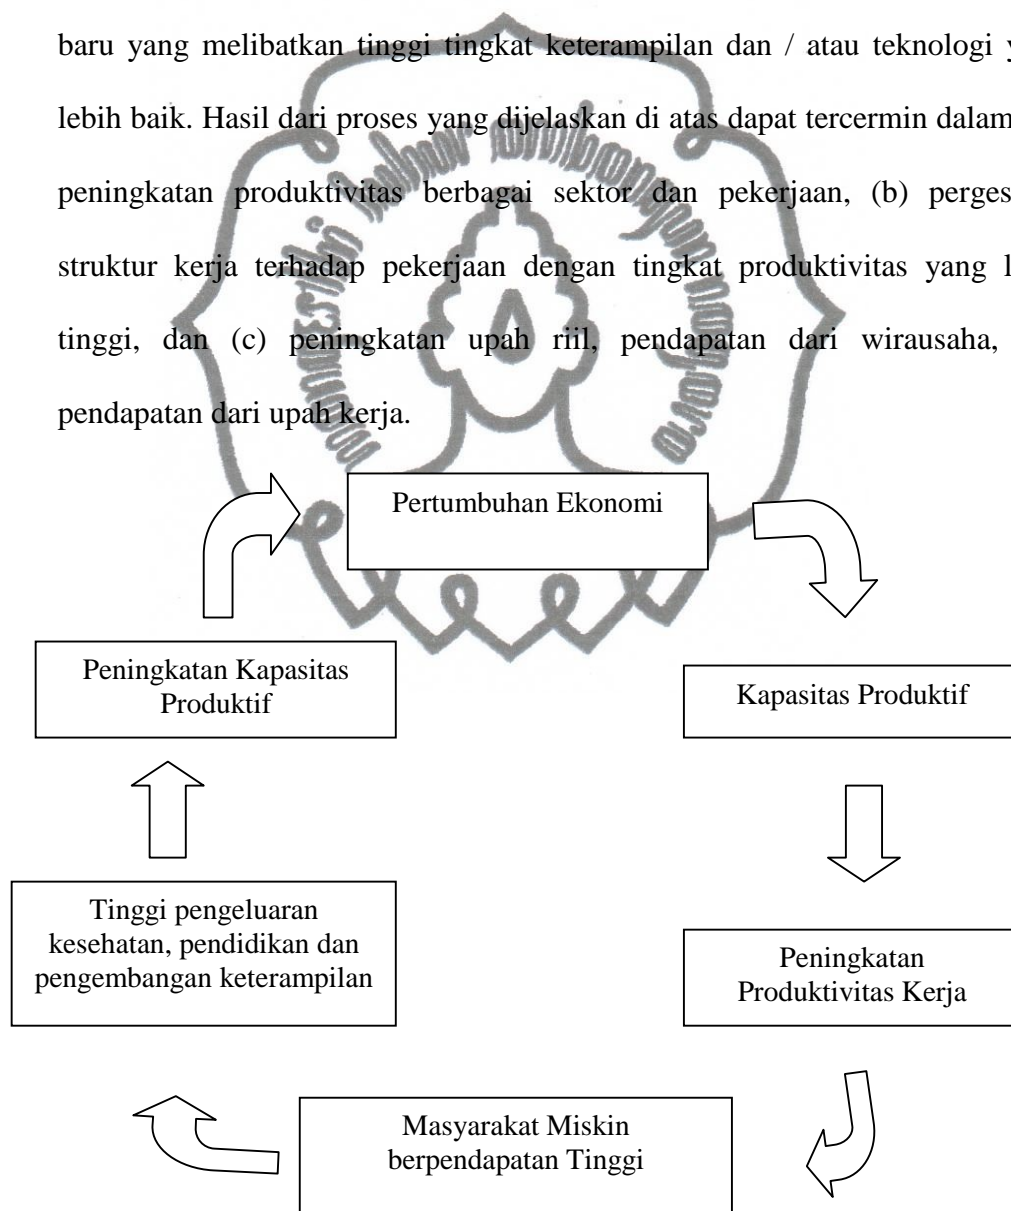 baru yang melibatkan tinggi tingkat keterampilan dan / atau teknologi
lebih baik. Hasil dari proses yang dijelaskan di atas dapat tercermin dalam
peningkatan produktivitas berbagai sektor dan pekerjaan, (b)
struktur kerja terhadap pekerjaan dengan tingkat produktivitas yang
tinggi, dan (c) peningkatan upah riil, pendapatan dari wirausaha,
pendapatan dari upah kerja.
Pertumbuhan Ekonomi
Kapasitas Produktif
Peningkatan
Produktivitas Kerja
Masyarakat Miskin
berpendapatan Tinggi
Tinggi pengeluaran
kesehatan, pendidikan dan
pengembangan keterampilan
Peningkatan Kapasitas
Produktif